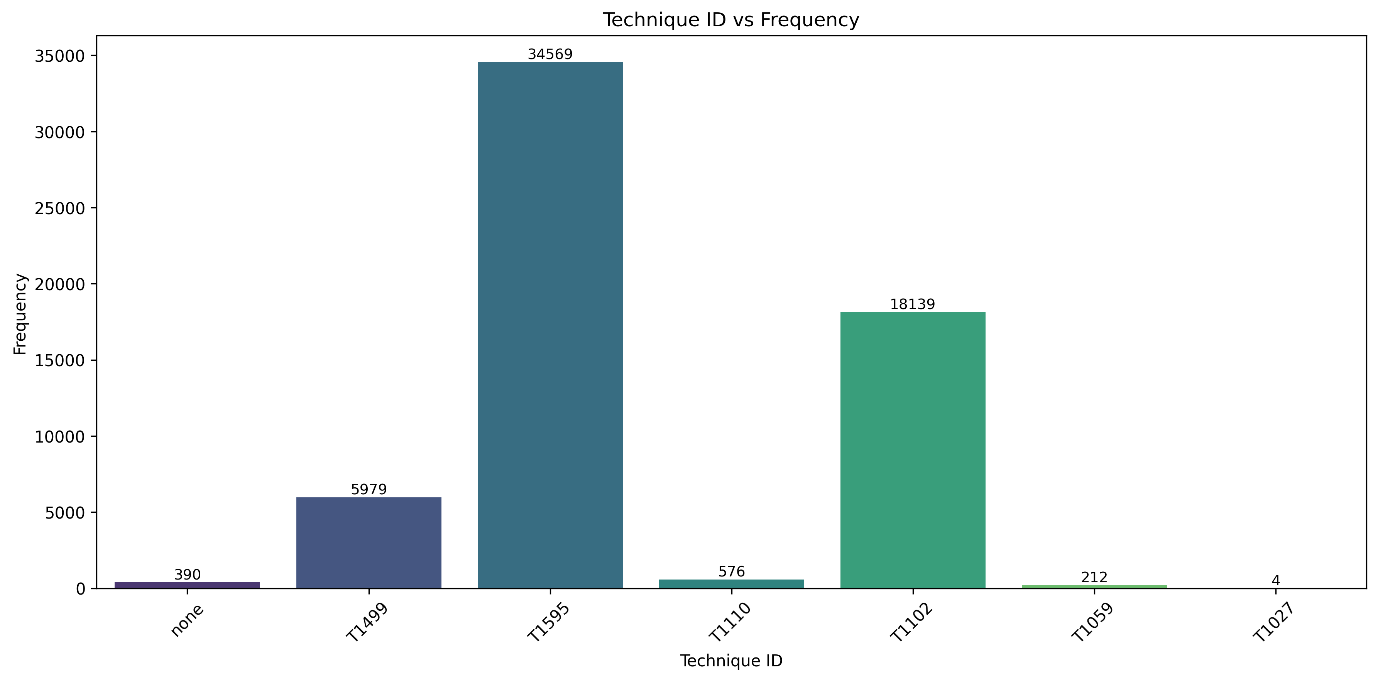 Technique ID vs Frequency
35000
30000
25000
20000
15000
10000
5000
0
Frequency
390
5979
34569
576
18139
212
4
none
T1499
T1595
T1110
T1102
T1059
T1027
Technique ID